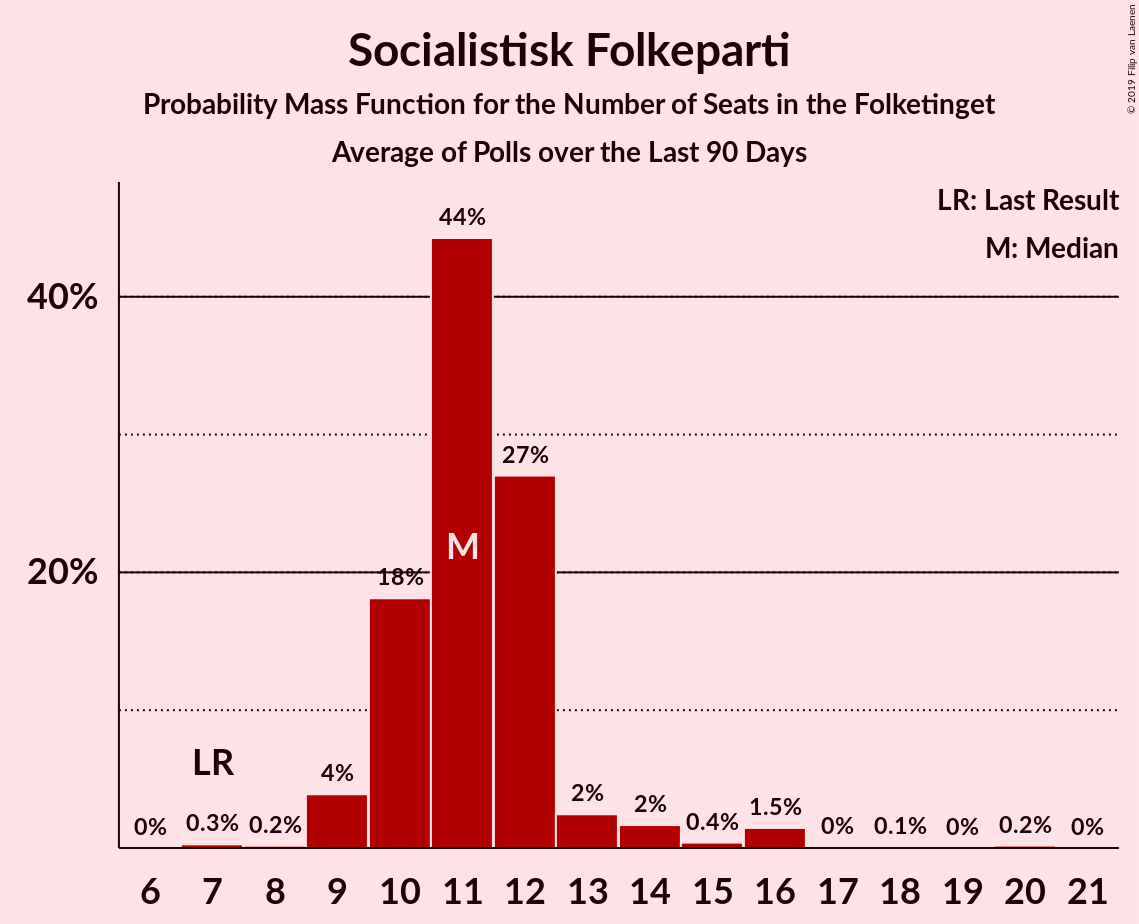 Socialistisk Folkeparti
Probability Mass Function for the Number of Seats in the Folketinget
Average of Polls over the Last 90 Days
© 2019 Filip van Laenen
LR: Last Result
M: Median
40%
20%
0%
0.3%
0.2%
4%
18%
44%
27%
2%
2%
0.4%
1.5%
0%
0.1%
0%
0.2%
0%
LR
M
6 7 8 9 10 11 12 13 14 15 16 17 18 19 20 21